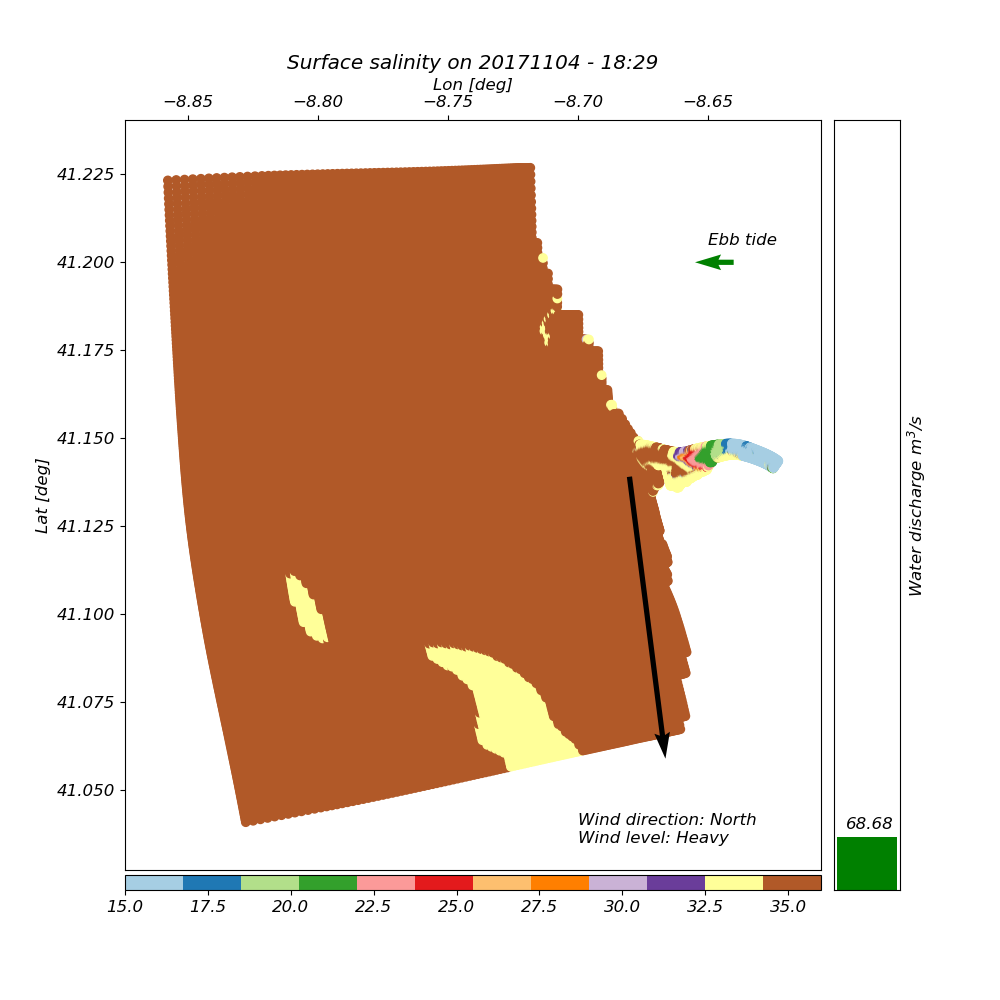 Surface salinity on 20171104 - 18:29
Lon [deg]
−8.85 −8.80 −8.75 −8.70 −8.65
41.225
41.200
41.175
41.150
41.125
41.100
41.075
41.050
Lat [deg]
Ebb tide
Wind direction: North
Wind level: Heavy
68.68
Water discharge m³/s
15.0 17.5 20.0 22.5 25.0 27.5 30.0 32.5 35.0